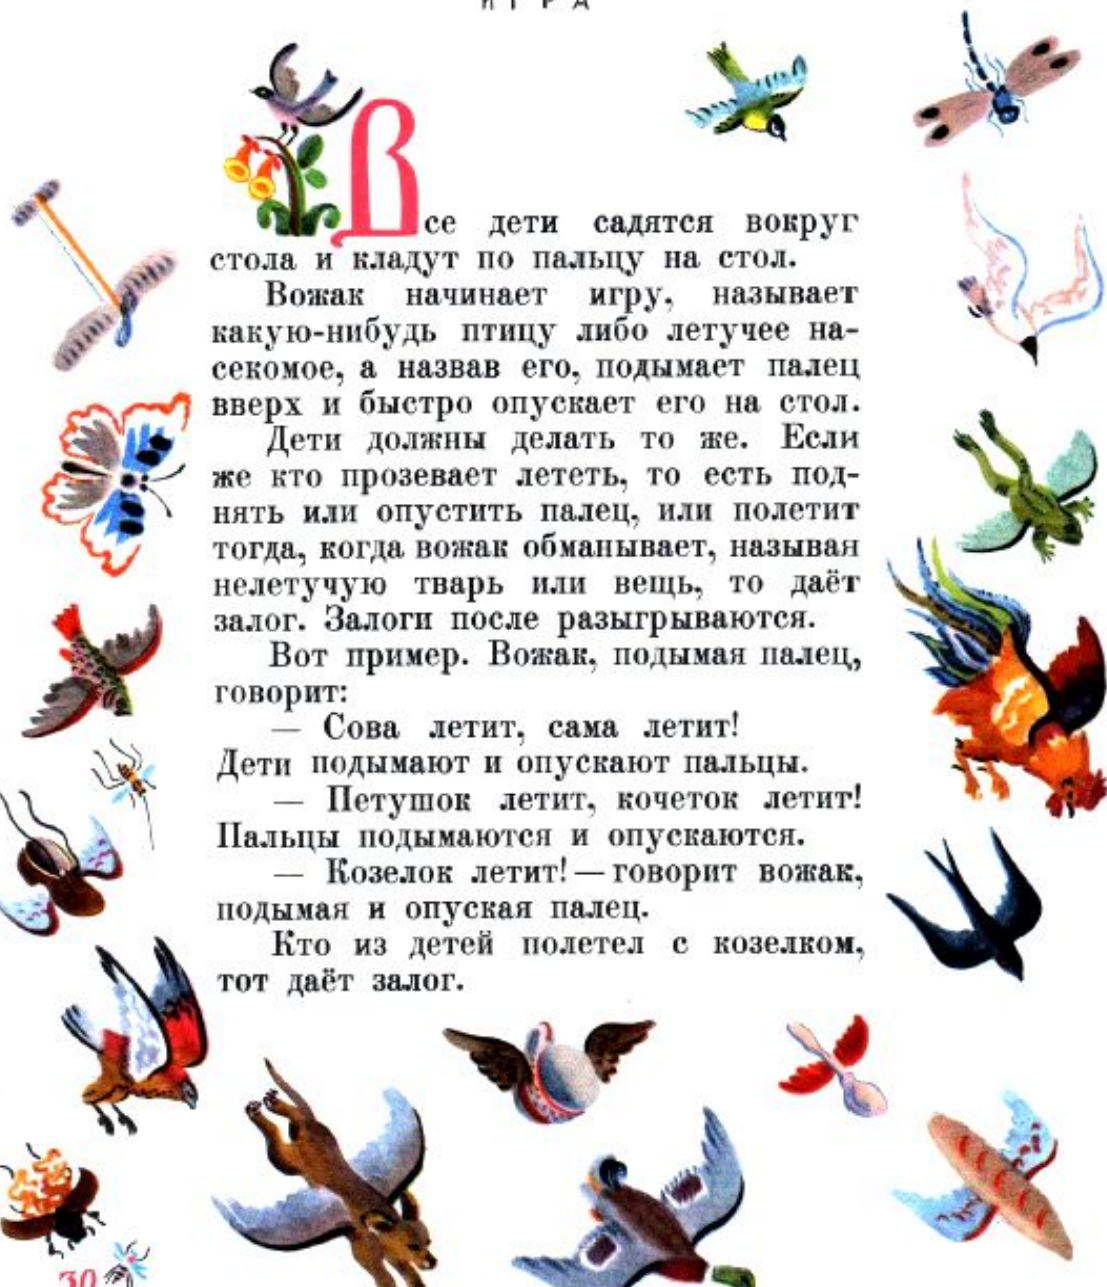 ИГРА
Все дети садятся вокруг
стола и кладут по пальцу на стол.
Вожак начинает игру, называет
какую-нибудь птицу либо летучее на-
секомое, а назвав его, подымает палец
вверх и быстро опускает его на стол.
Дети должны делать то же. Если
же кто прозевает лететь, то есть под-
нять или опустить палец, или полетит
тогда, когда вожак обманывает, называя
нелетучую тварь или вещь, то даёт
залог. Залоги после разыгрываются.
Вот пример. Вожак, подымая палец,
говорит:
— Сова летит, сама летит!
Дети подымают и опускают пальцы.
— Петушок летит, кочеток летит!
Пальцы подымаются и опускаются.
— Козелок летит! — говорит вожак,
подымая и опуская палец.
Кто из детей полетел с козелком,
тот даёт залог.
30